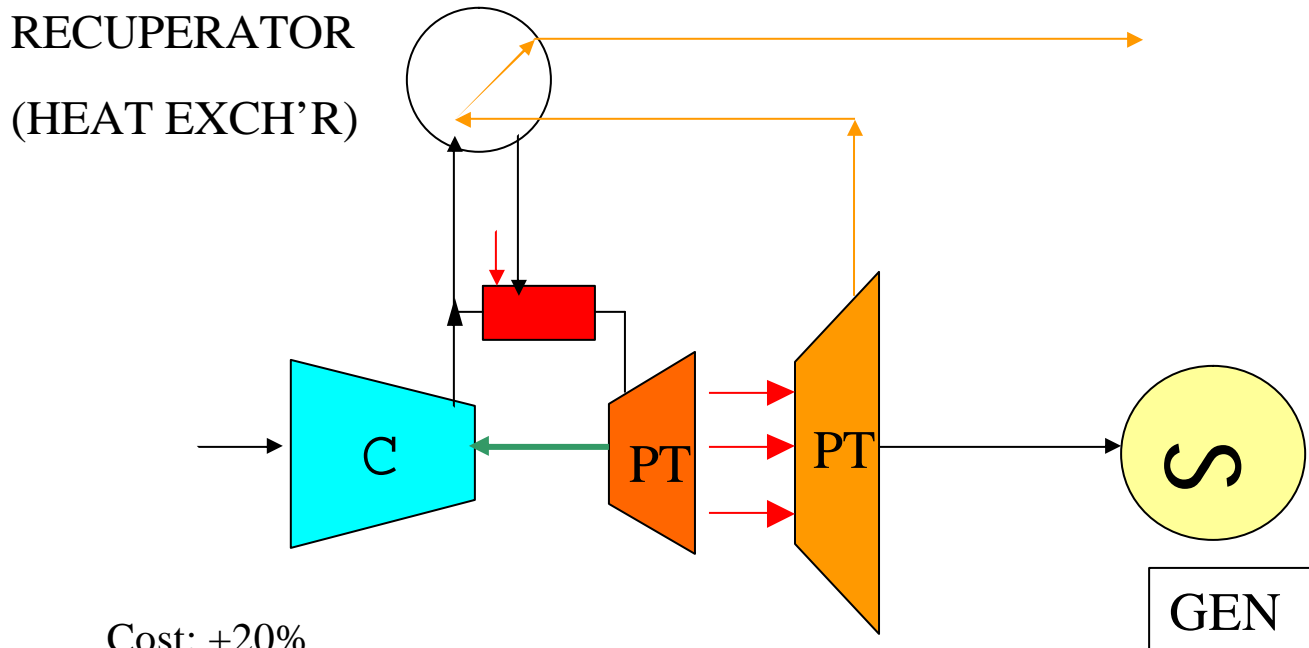 RECUPERATOR
(HEAT EXCH’R)
C
PT
PT
S
GEN
Cost: +20%